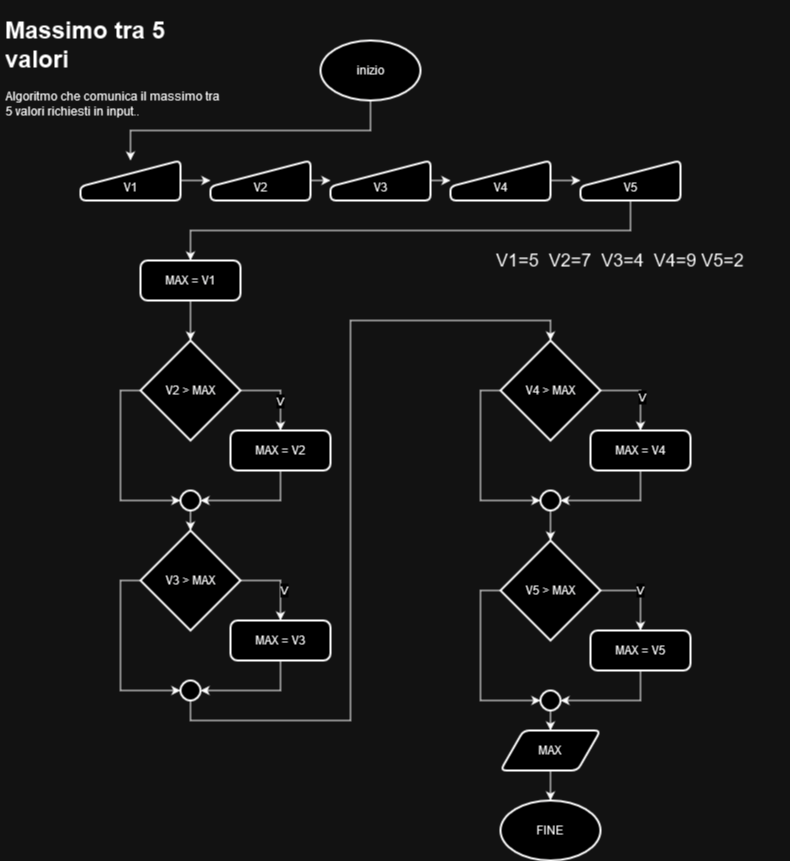 Massimo tra 5
valori
inizio
Algoritmo che comunica il massimo tra
5 valori richiesti in input..
V1
V2
V3
V4
V5
V1=5 V2=7 V3=4 V4=9 V5=2
MAX = V1
V2 > MAX
V
MAX = V2
V3 > MAX
V
MAX = V3
V4 > MAX
V
MAX = V4
V5 > MAX
V
MAX = V5
MAX
FINE